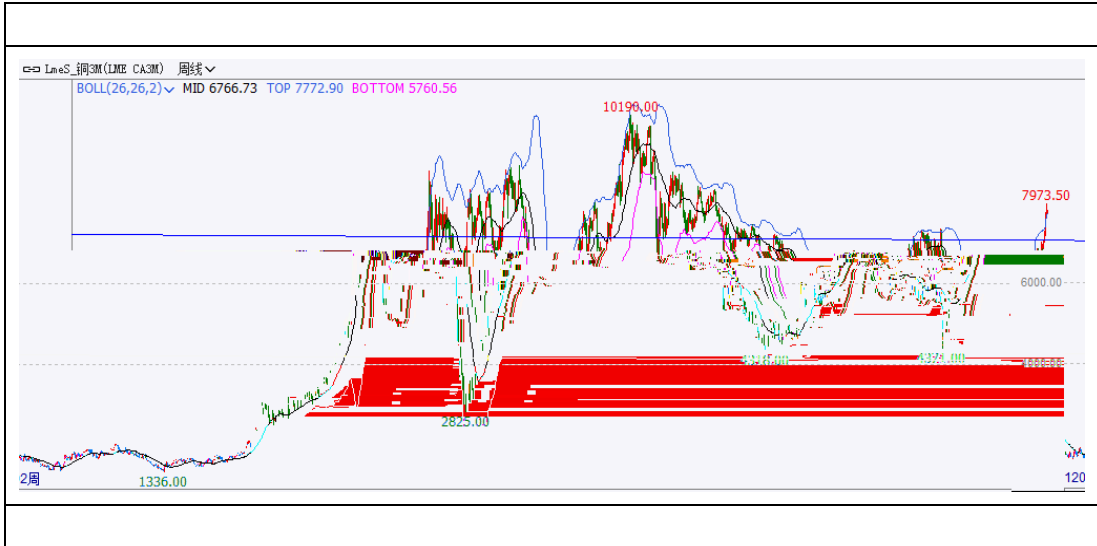 LmeS_铜3M(LME CA3M) 周线
BOLL(26,26,2) MID 6766.73 TOP 7772.90 BOTTOM 5760.56
10190.00
7973.50
6000.00
2825.00
1336.00
2周
120